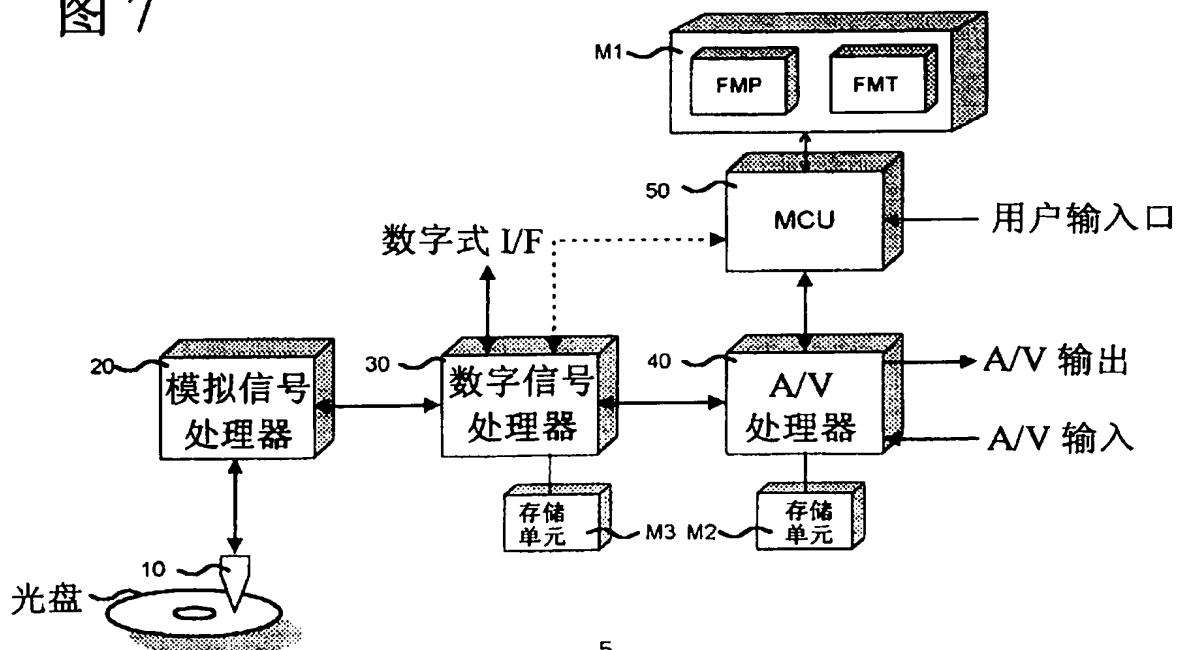 图 7
M1
FMP
FMT
50
MCU
用户输入口
数字式 I/F
20
模拟信号
处理器
30
数字信号
处理器
40
A/V
处理器
A/V 输出
A/V 输入
存储
单元
M3
M2
存储
单元
10
光盘
5